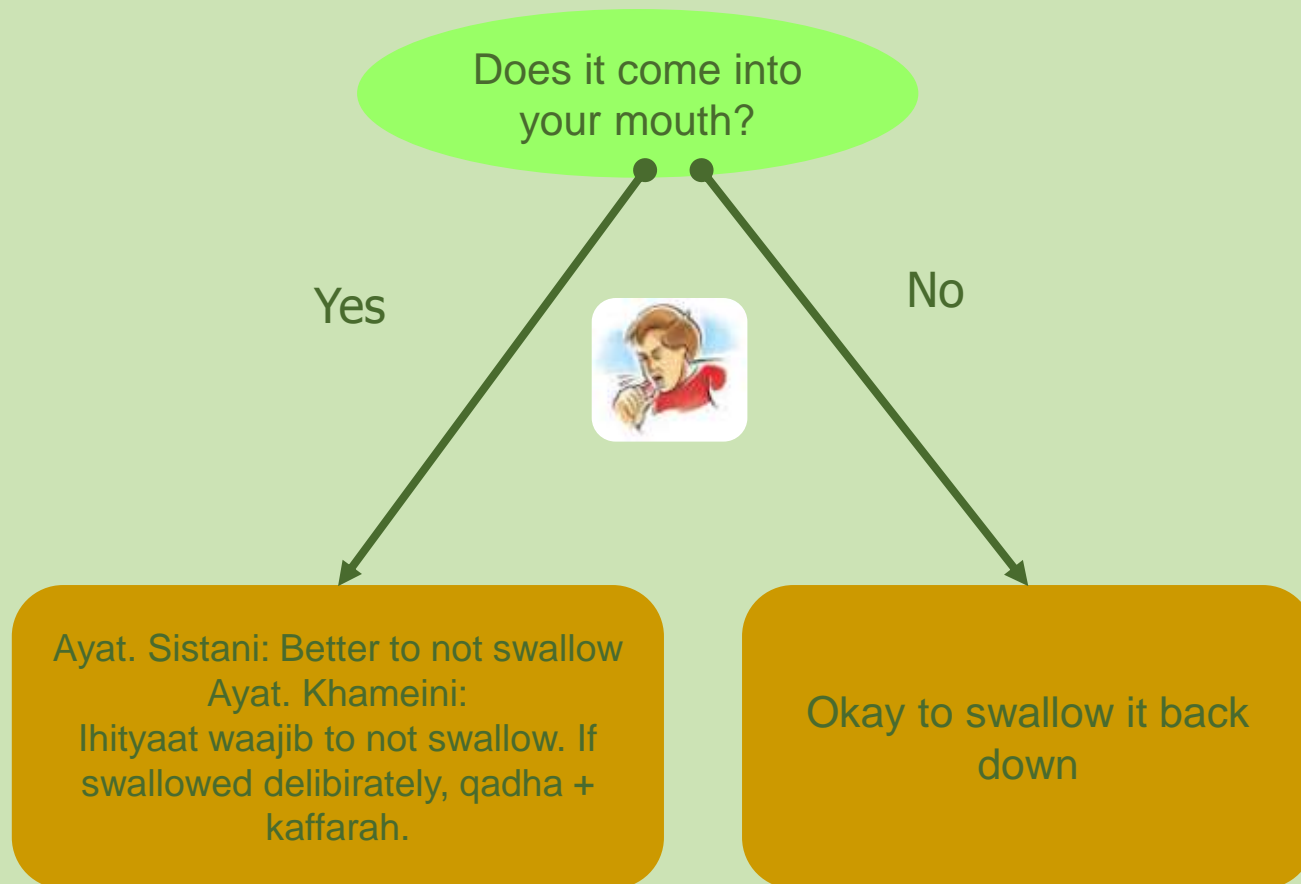 Does it come into
your mouth?
Yes
No
Ayat. Sistani: Better to not swallow
Ayat. Khameini:
Ihityaat waajib to not swallow. If
swallowed delibirately, qadha +
kaffarah.
Okay to swallow it back
down